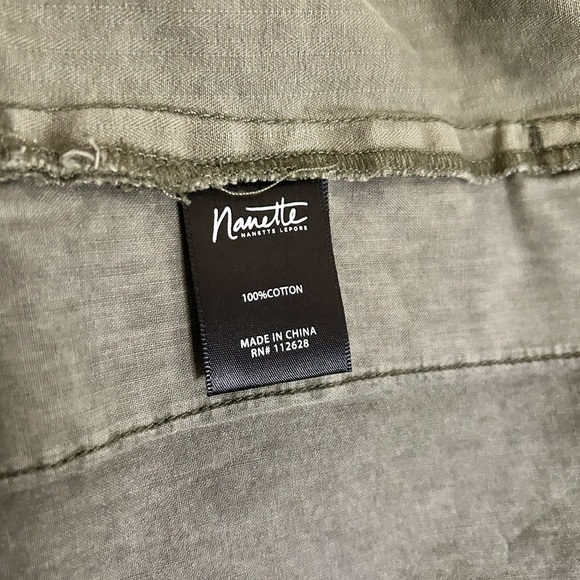 Nanette
NANETTE LEPORE
100%COTTON
MADE IN CHINA
RN# 112628